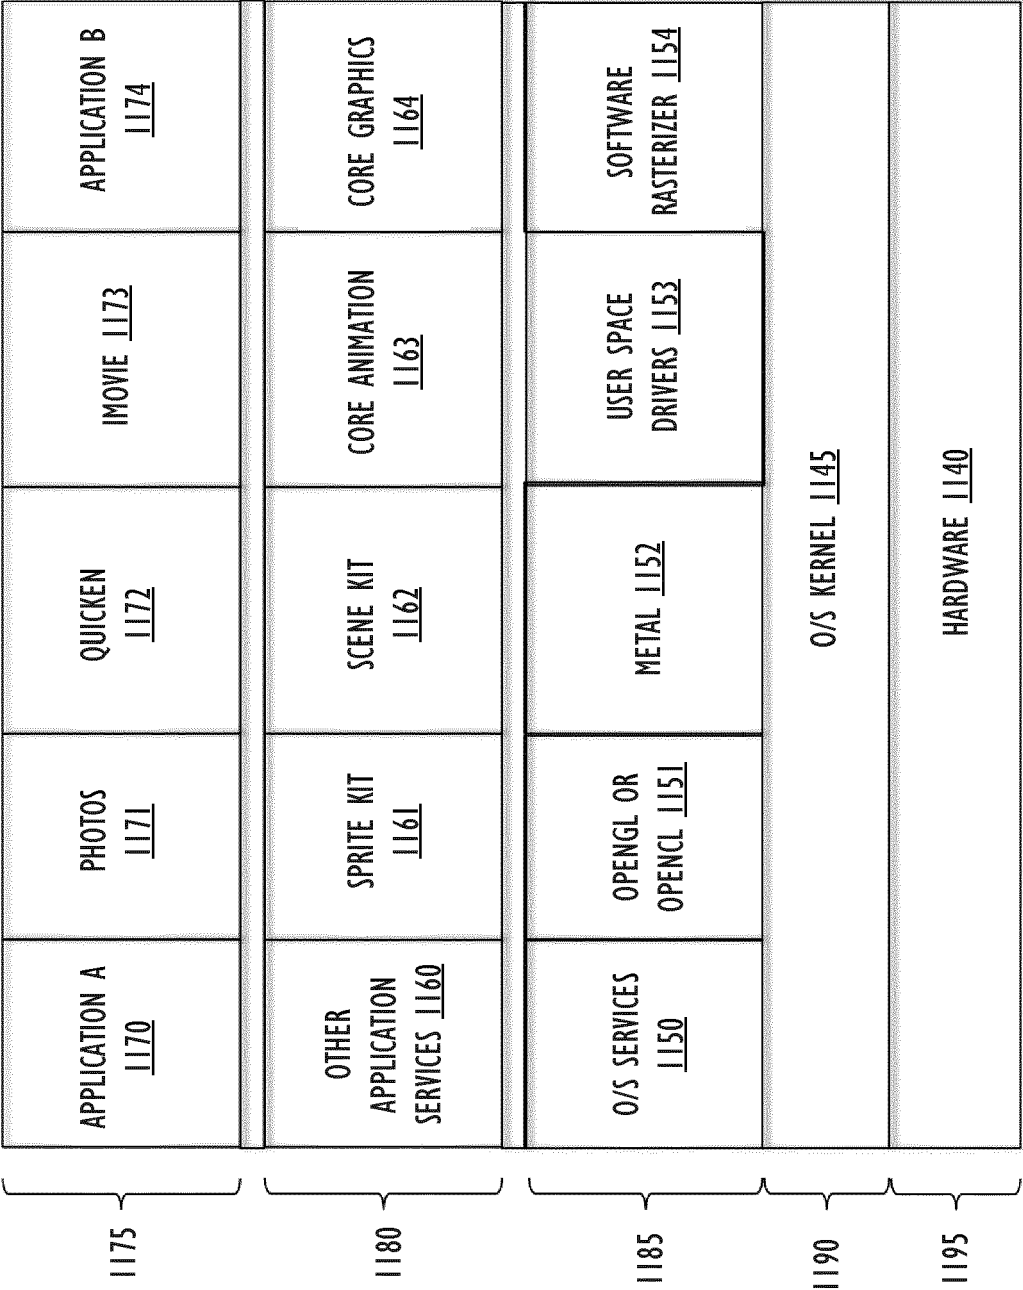 1175
APPLICATION A
1170
PHOTOS
1171
QUICKEN
1172
IMOVIE 1173
APPLICATION B
1174
1180
OTHER
APPLICATION
SERVICES 1160
SPRITE KIT
1161
SCENE KIT
1162
CORE ANIMATION
1163
CORE GRAPHICS
1164
1185
O/S SERVICES
1150
OPENGL OR
OPENCL 1151
METAL 1152
USER SPACE
DRIVERS 1153
SOFTWARE
RASTERIZER 1154
1190
O/S KERNEL 1145
1195
HARDWARE 1140